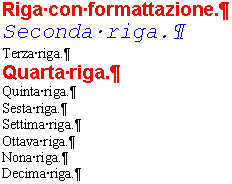 Riga·con·formattazione.¶
Seconda·riga.¶
Terza·riga.¶
Quarta·riga.¶
Quinta·riga.¶
Sesta·riga.¶
Settima·riga.¶
Ottava·riga.¶
Nona·riga.¶
Decima·riga.¶